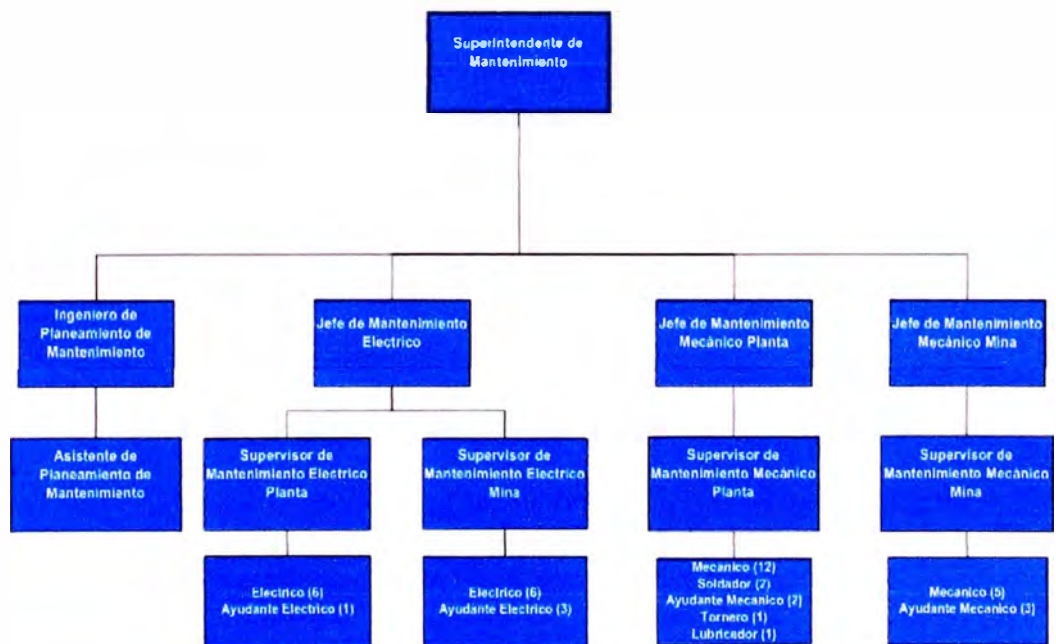 Superintendente de
Mantenimiento
Ingeniero de
Planeamiento de
Mantenimiento
Jefe de Mantenimiento
Electrico
Jefe de Mantenimiento
Mecánico Planta
Jefe de Mantenimiento
Mecánico Mina
Asistente de
Planeamiento de
Mantenimiento
Supervisor de
Mantenimiento Electrico
Planta
Supervisor de
Mantenimiento Electrico
Mina
Supervisor de
Mantenimiento Mecánico
Planta
Supervisor de
Mantenimiento Mecánico
Mina
Electrico (6)
Ayudante Electrico (1)
Electrico (6)
Ayudante Electrico (3)
Mecanico (12)
Soldador (2)
Ayudante Mecanico (2)
Tornero (1)
Lubricador (1)
Mecanico (5)
Ayudante Mecanico (3)